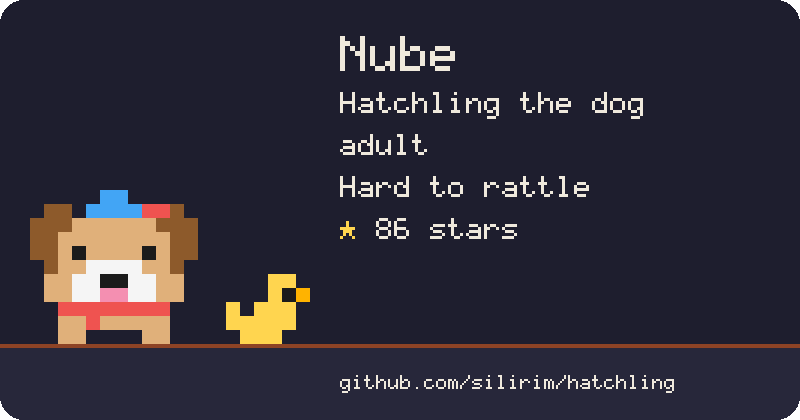 Nube
Hatchling the dog
adult
Hard to rattle
★ 86 stars
github.com/silirim/hatchling